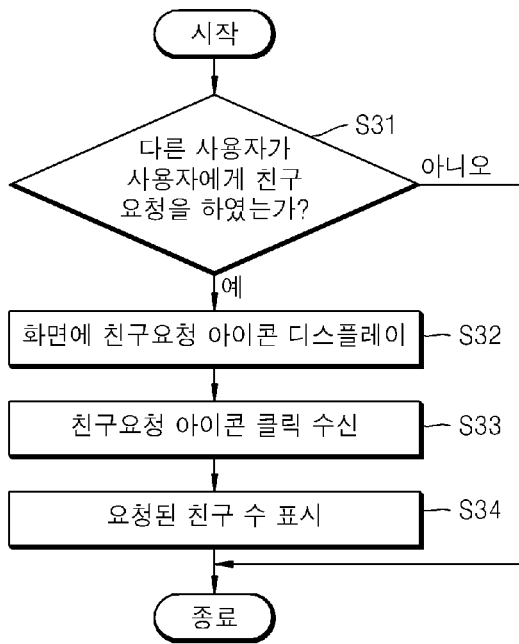 시작
S31
다른 사용자가
사용자에게 친구
요청을 하였는가?
아니오
예
화면에 친구요청 아이콘 디스플레이
S32
친구요청 아이콘 클릭 수신
S33
요청된 친구 수 표시
S34
종료